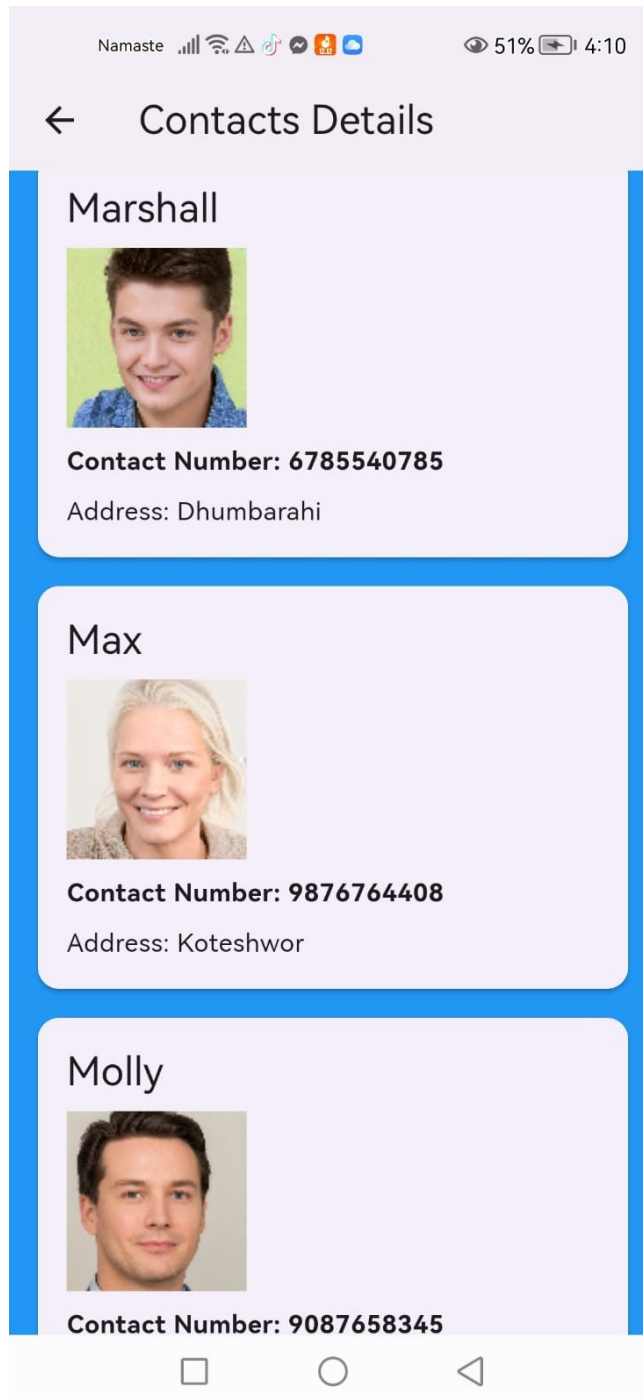 Namaste 51% 4:10
Contacts Details
Marshall
Contact Number: 6785540785
Address: Dhumbarahi
Max
Contact Number: 9876764408
Address: Koteshwor
Molly
Contact Number: 9087658345